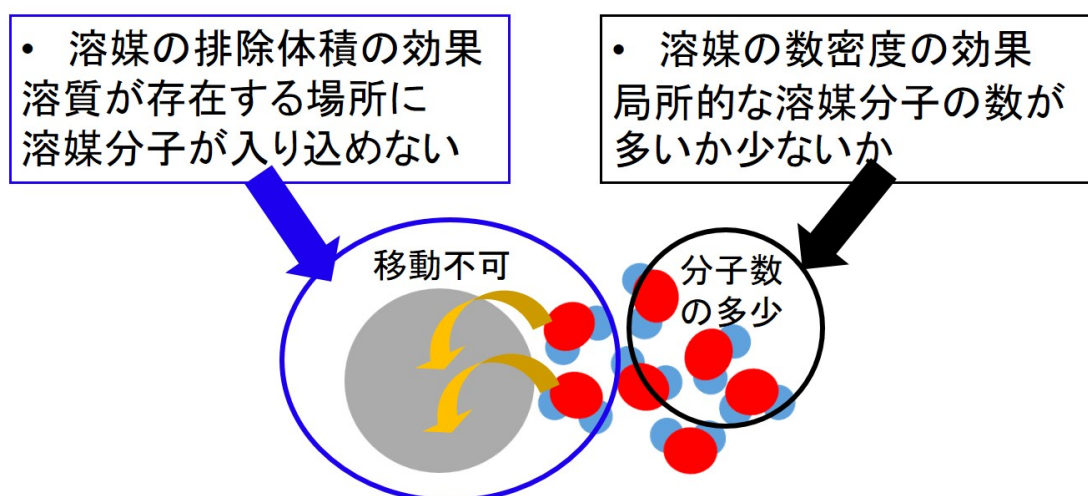 • 溶媒の排除体積の効果
溶質が存在する場所に
溶媒分子が入り込めない
• 溶媒の数密度の効果
局所的な溶媒分子の数が
多いか少ないか
移動不可
分子数
の多少